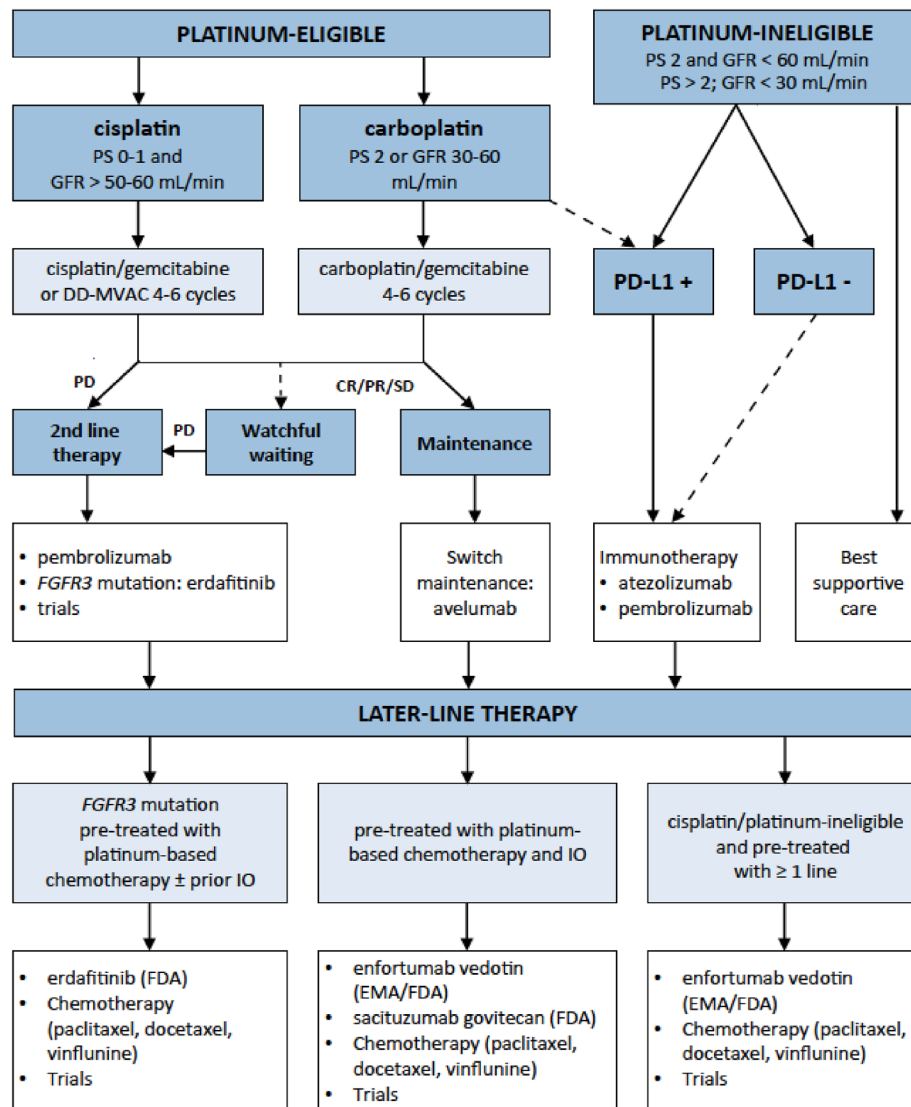 PLATINUM-ELIGIBLE
PLATINUM-INELIGIBLE
PS 2 and GFR < 60 mL/min
PS > 2; GFR < 30 mL/min
cisplatin
PS 0-1 and
GFR > 50-60 mL/min
carboplatin
PS 2 or GFR 30-60
mL/min
cisplatin/gemcitabine
or DD-MVAC 4-6 cycles
carboplatin/gemcitabine
4-6 cycles
PD-L1 +
PD-L1 -
PD
CR/PR/SD
2nd line
therapy
PD
Watchful
waiting
Maintenance
• pembrolizumab
• FGFR3 mutation: erdafitinib
• trials
Switch
maintenance:
avelumab
Immunotherapy
• atezolizumab
• pembrolizumab
Best
supportive
care
LATER-LINE THERAPY
FGFR3 mutation
pre-treated with
platinum-based
chemotherapy ± prior IO
pre-treated with platinum-
based chemotherapy and IO
cisplatin/platinum-ineligible
and pre-treated
with ≥ 1 line
• erdafitinib (FDA)
• Chemotherapy
(paclitaxel, docetaxel,
vinflunine)
• Trials
• enfortumab vedotin
(EMA/FDA)
• sacituzumab govitecan (FDA)
• Chemotherapy (paclitaxel,
docetaxel, vinflunine)
• Trials
• enfortumab vedotin
(EMA/FDA)
• Chemotherapy (paclitaxel,
docetaxel, vinflunine)
• Trials